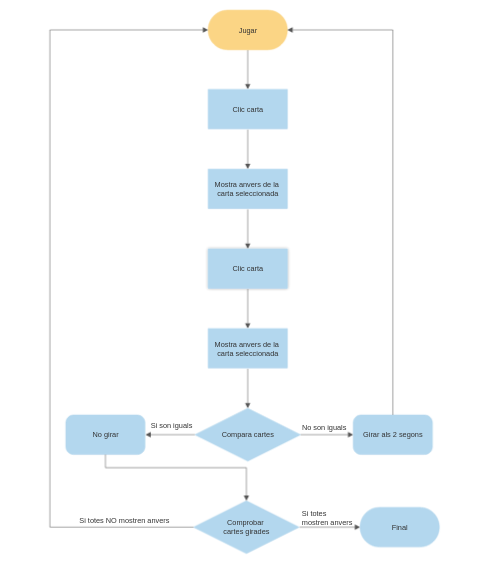 Jugar
Clic carta
Mostra anvers de la
carta seleccionada
Clic carta
Mostra anvers de la
carta seleccionada
Si son iguals
No son iguals
No girar
Compara cartes
Girar als 2 segons
Si totes NO mostren anvers
Comprobar
cartes girades
Si totes
mostren anvers
Final